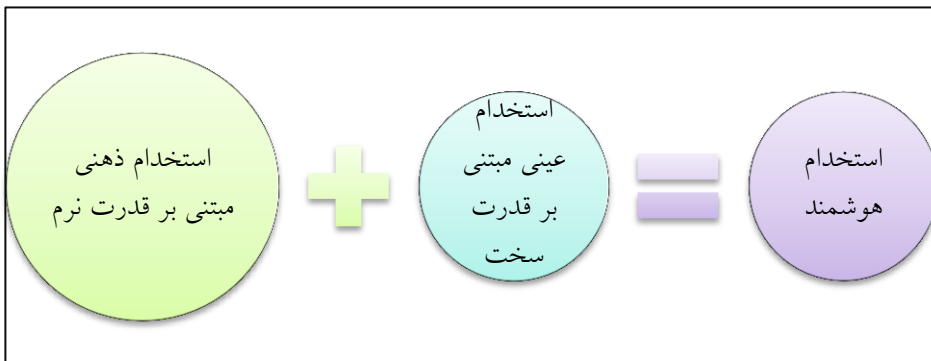 استخدام ذهنی
مبتنی بر قدرت نرم
استخدام
عینی مبتنی
بر قدرت
سخت
استخدام
هوشمند